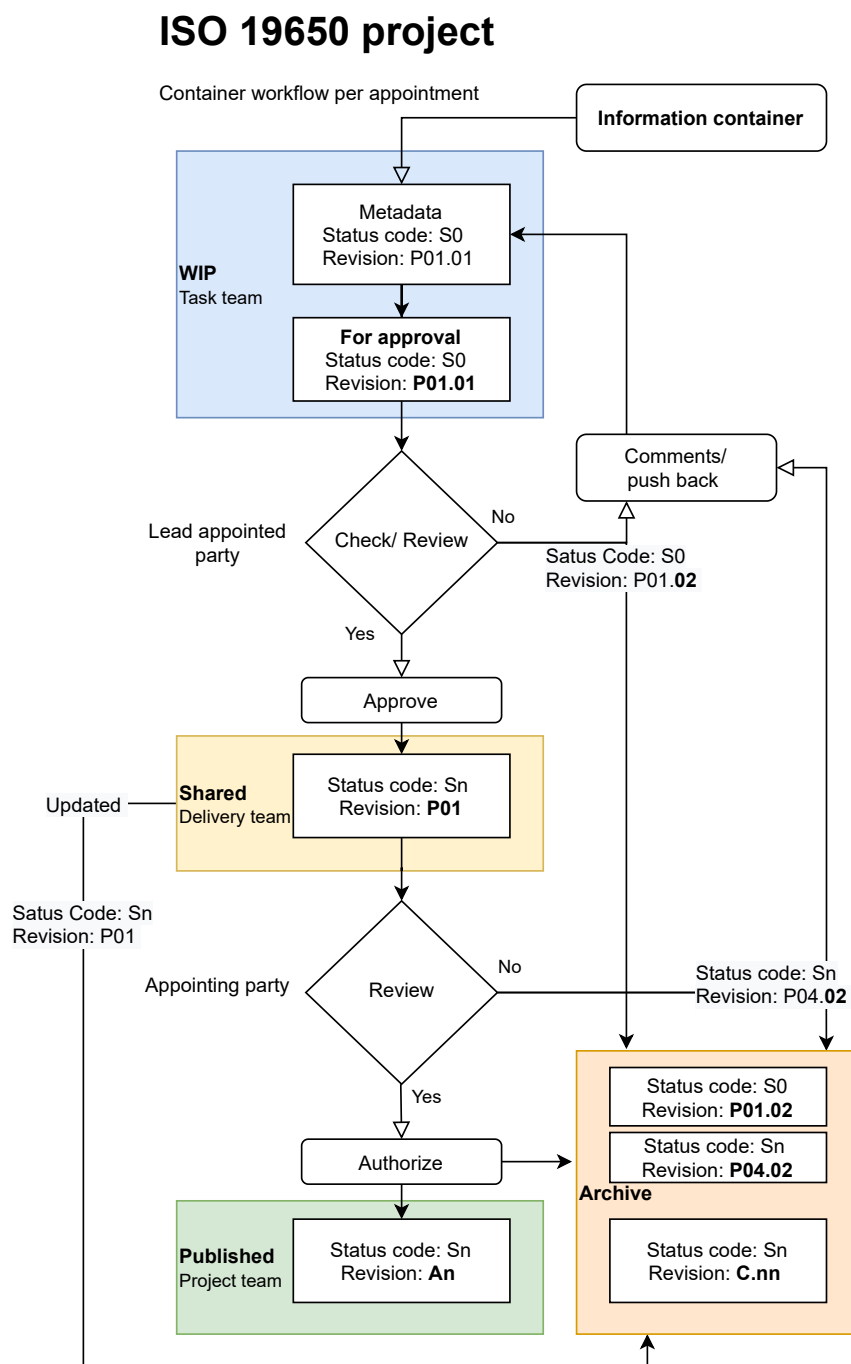 ISO 19650 project
Container workflow per appointment
Information container
Metadata
Status code: S0
Revision: P01.01
WIP
Task team
For approval
Status code: S0
Revision: P01.01
Comments/
push back
Lead appointed
party
Check/ Review
No
Satus Code: S0
Revision: P01.02
Yes
Approve
Shared
Delivery team
Status code: Sn
Revision: P01
Updated
Satus Code: Sn
Revision: P01
Appointing party
Review
No
Status code: Sn
Revision: P04.02
Yes
Authorize
Status code: S0
Revision: P01.02
Status code: Sn
Revision: P04.02
Archive
Status code: Sn
Revision: C.nn
Published
Project team
Status code: Sn
Revision: An